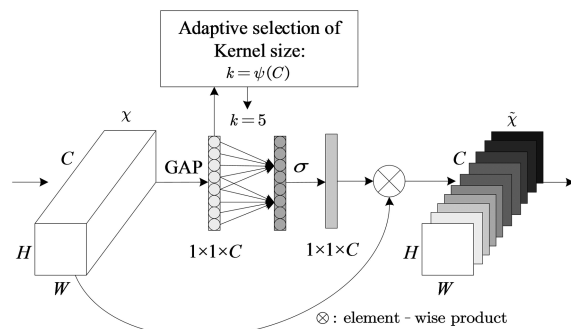 Adaptive selection of
Kernel size:
k = ψ(C)
χ
k = 5
χ̃
C
GAP
σ
C
H
W
1×1×C
1×1×C
H
W
⊗ : element - wise product